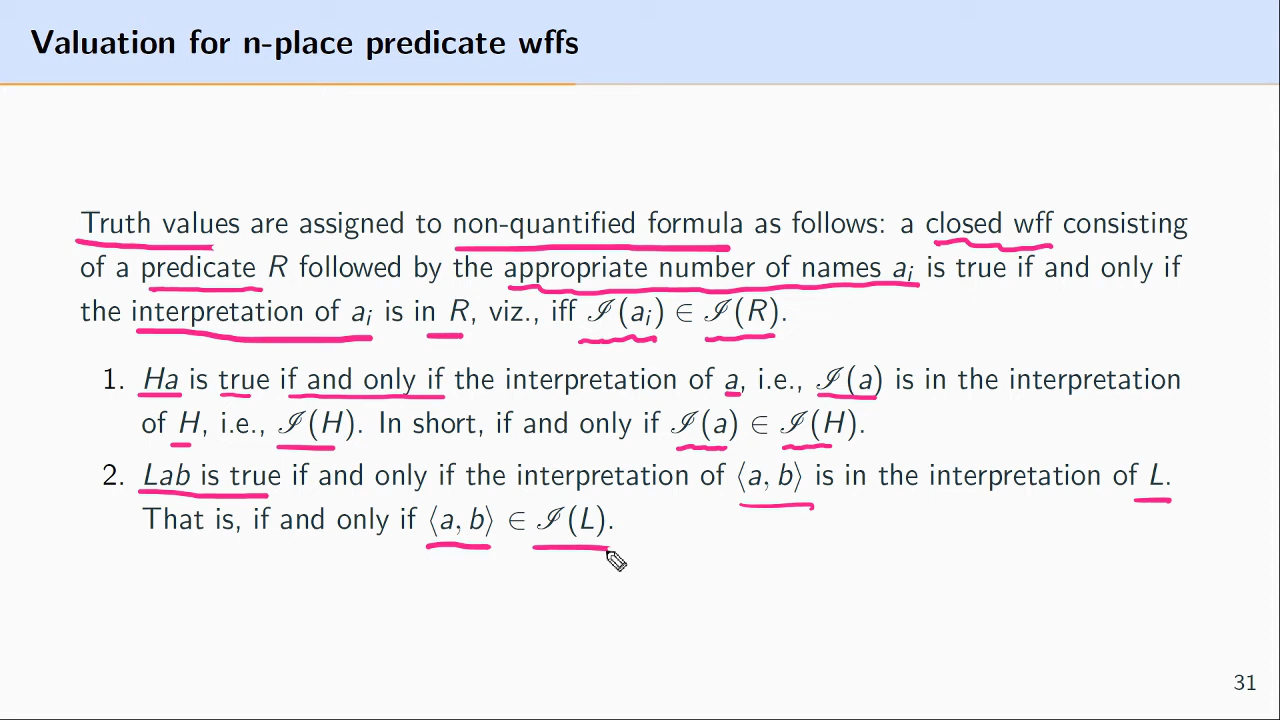 Valuation for n-place predicate wffs
Truth values are assigned to non-quantified formula as follows: a closed wff consisting
of a predicate R followed by the appropriate number of names aᵢ is true if and only if
the interpretation of aᵢ is in R, viz., iff ℐ(aᵢ) ∈ ℐ(R).
1. Ha is true if and only if the interpretation of a, i.e., ℐ(a) is in the interpretation
of H, i.e., ℐ(H). In short, if and only if ℐ(a) ∈ ℐ(H).
2. Lab is true if and only if the interpretation of ⟨a, b⟩ is in the interpretation of L.
That is, if and only if ⟨a, b⟩ ∈ ℐ(L).
31